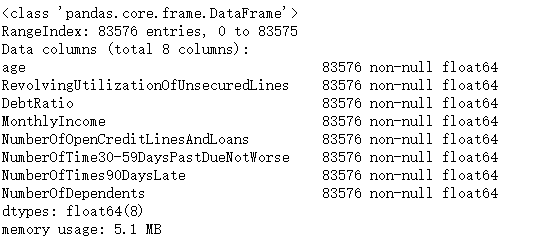 <class 'pandas.core.frame.DataFrame'>
RangeIndex: 83576 entries, 0 to 83575
Data columns (total 8 columns):
age 83576 non-null float64
RevolvingUtilizationOfUnsecuredLines 83576 non-null float64
DebtRatio 83576 non-null float64
MonthlyIncome 83576 non-null float64
NumberOfOpenCreditLinesAndLoans 83576 non-null float64
NumberOfTime30-59DaysPastDueNotWorse 83576 non-null float64
NumberOfTimes90DaysLate 83576 non-null float64
NumberOfDependents 83576 non-null float64
dtypes: float64(8)
memory usage: 5.1 MB